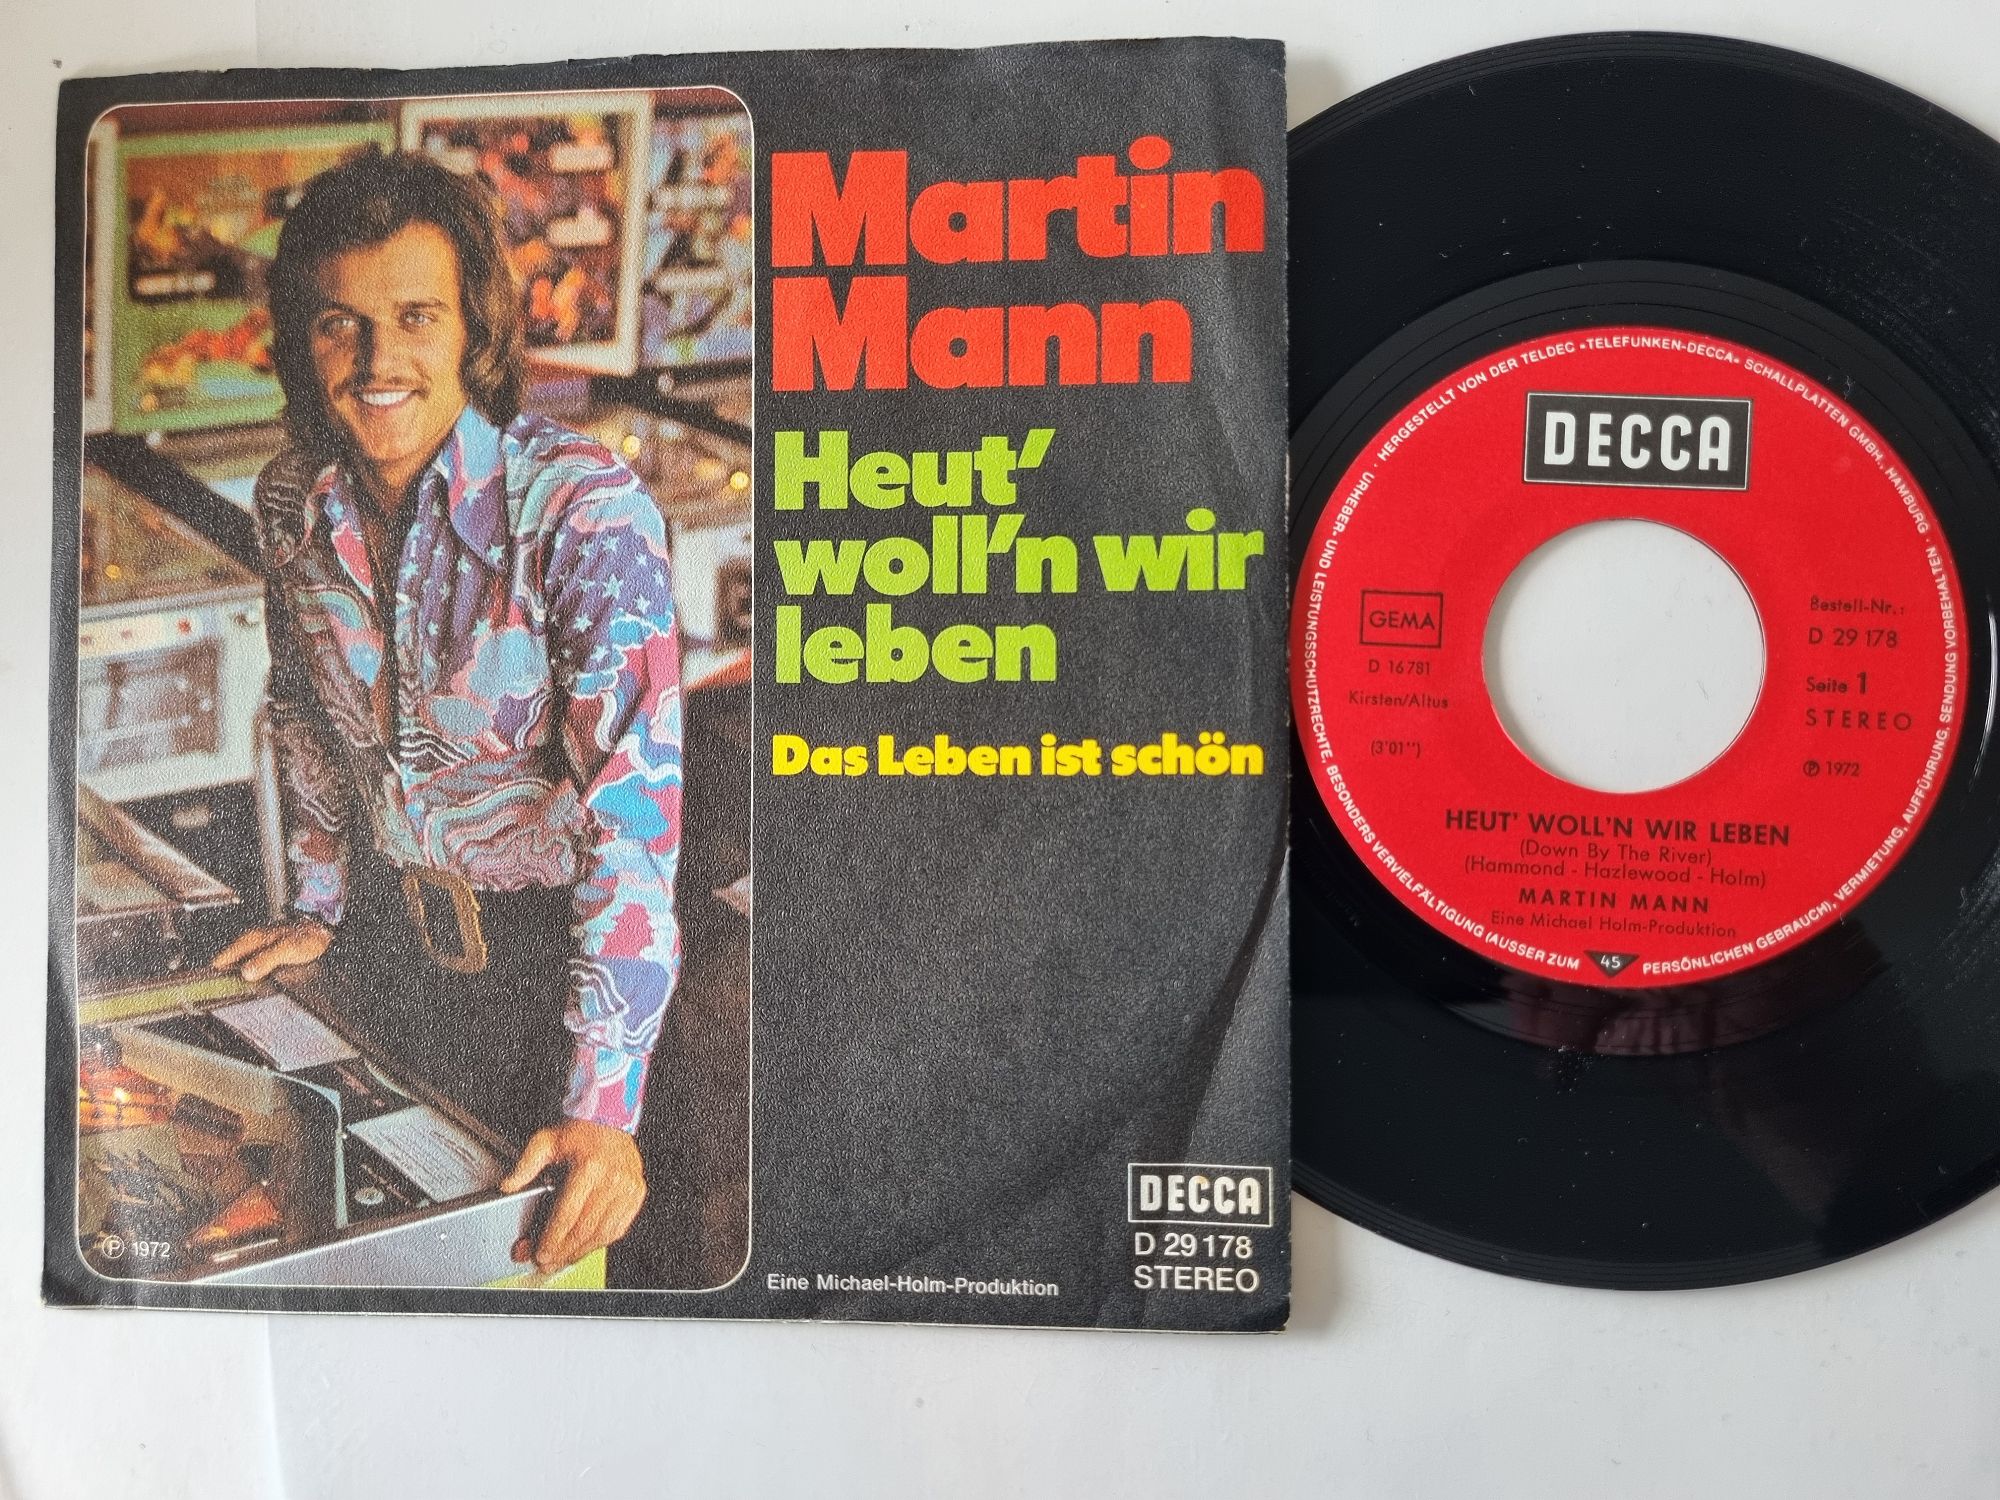 Martin
Mann
Heut'
woll'n wir
leben
Das Leben ist schön
DECCA
D 29 178
STEREO
Eine Michael-Holm-Produktion
℗ 1972
URHEBER- UND LEISTUNGSSCHUTZRECHTE, BESONDERS VERVIELFÄLTIGUNG (AUSSER ZUM PERSÖNLICHEN GEBRAUCH), VERMIETUNG, AUFFÜHRUNG, SENDUNG VORBEHALTEN · HERGESTELLT VON DER TELDEC »TELEFUNKEN-DECCA« SCHALLPLATTEN GMBH., HAMBURG ·
DECCA
GEMA
D 16 781
Kirsten/Altus
(3'01'')
Bestell-Nr.:
D 29 178
Seite 1
STEREO
℗ 1972
HEUT' WOLL'N WIR LEBEN
(Down By The River)
(Hammond - Hazlewood - Holm)
MARTIN MANN
Eine Michael Holm-Produktion
45